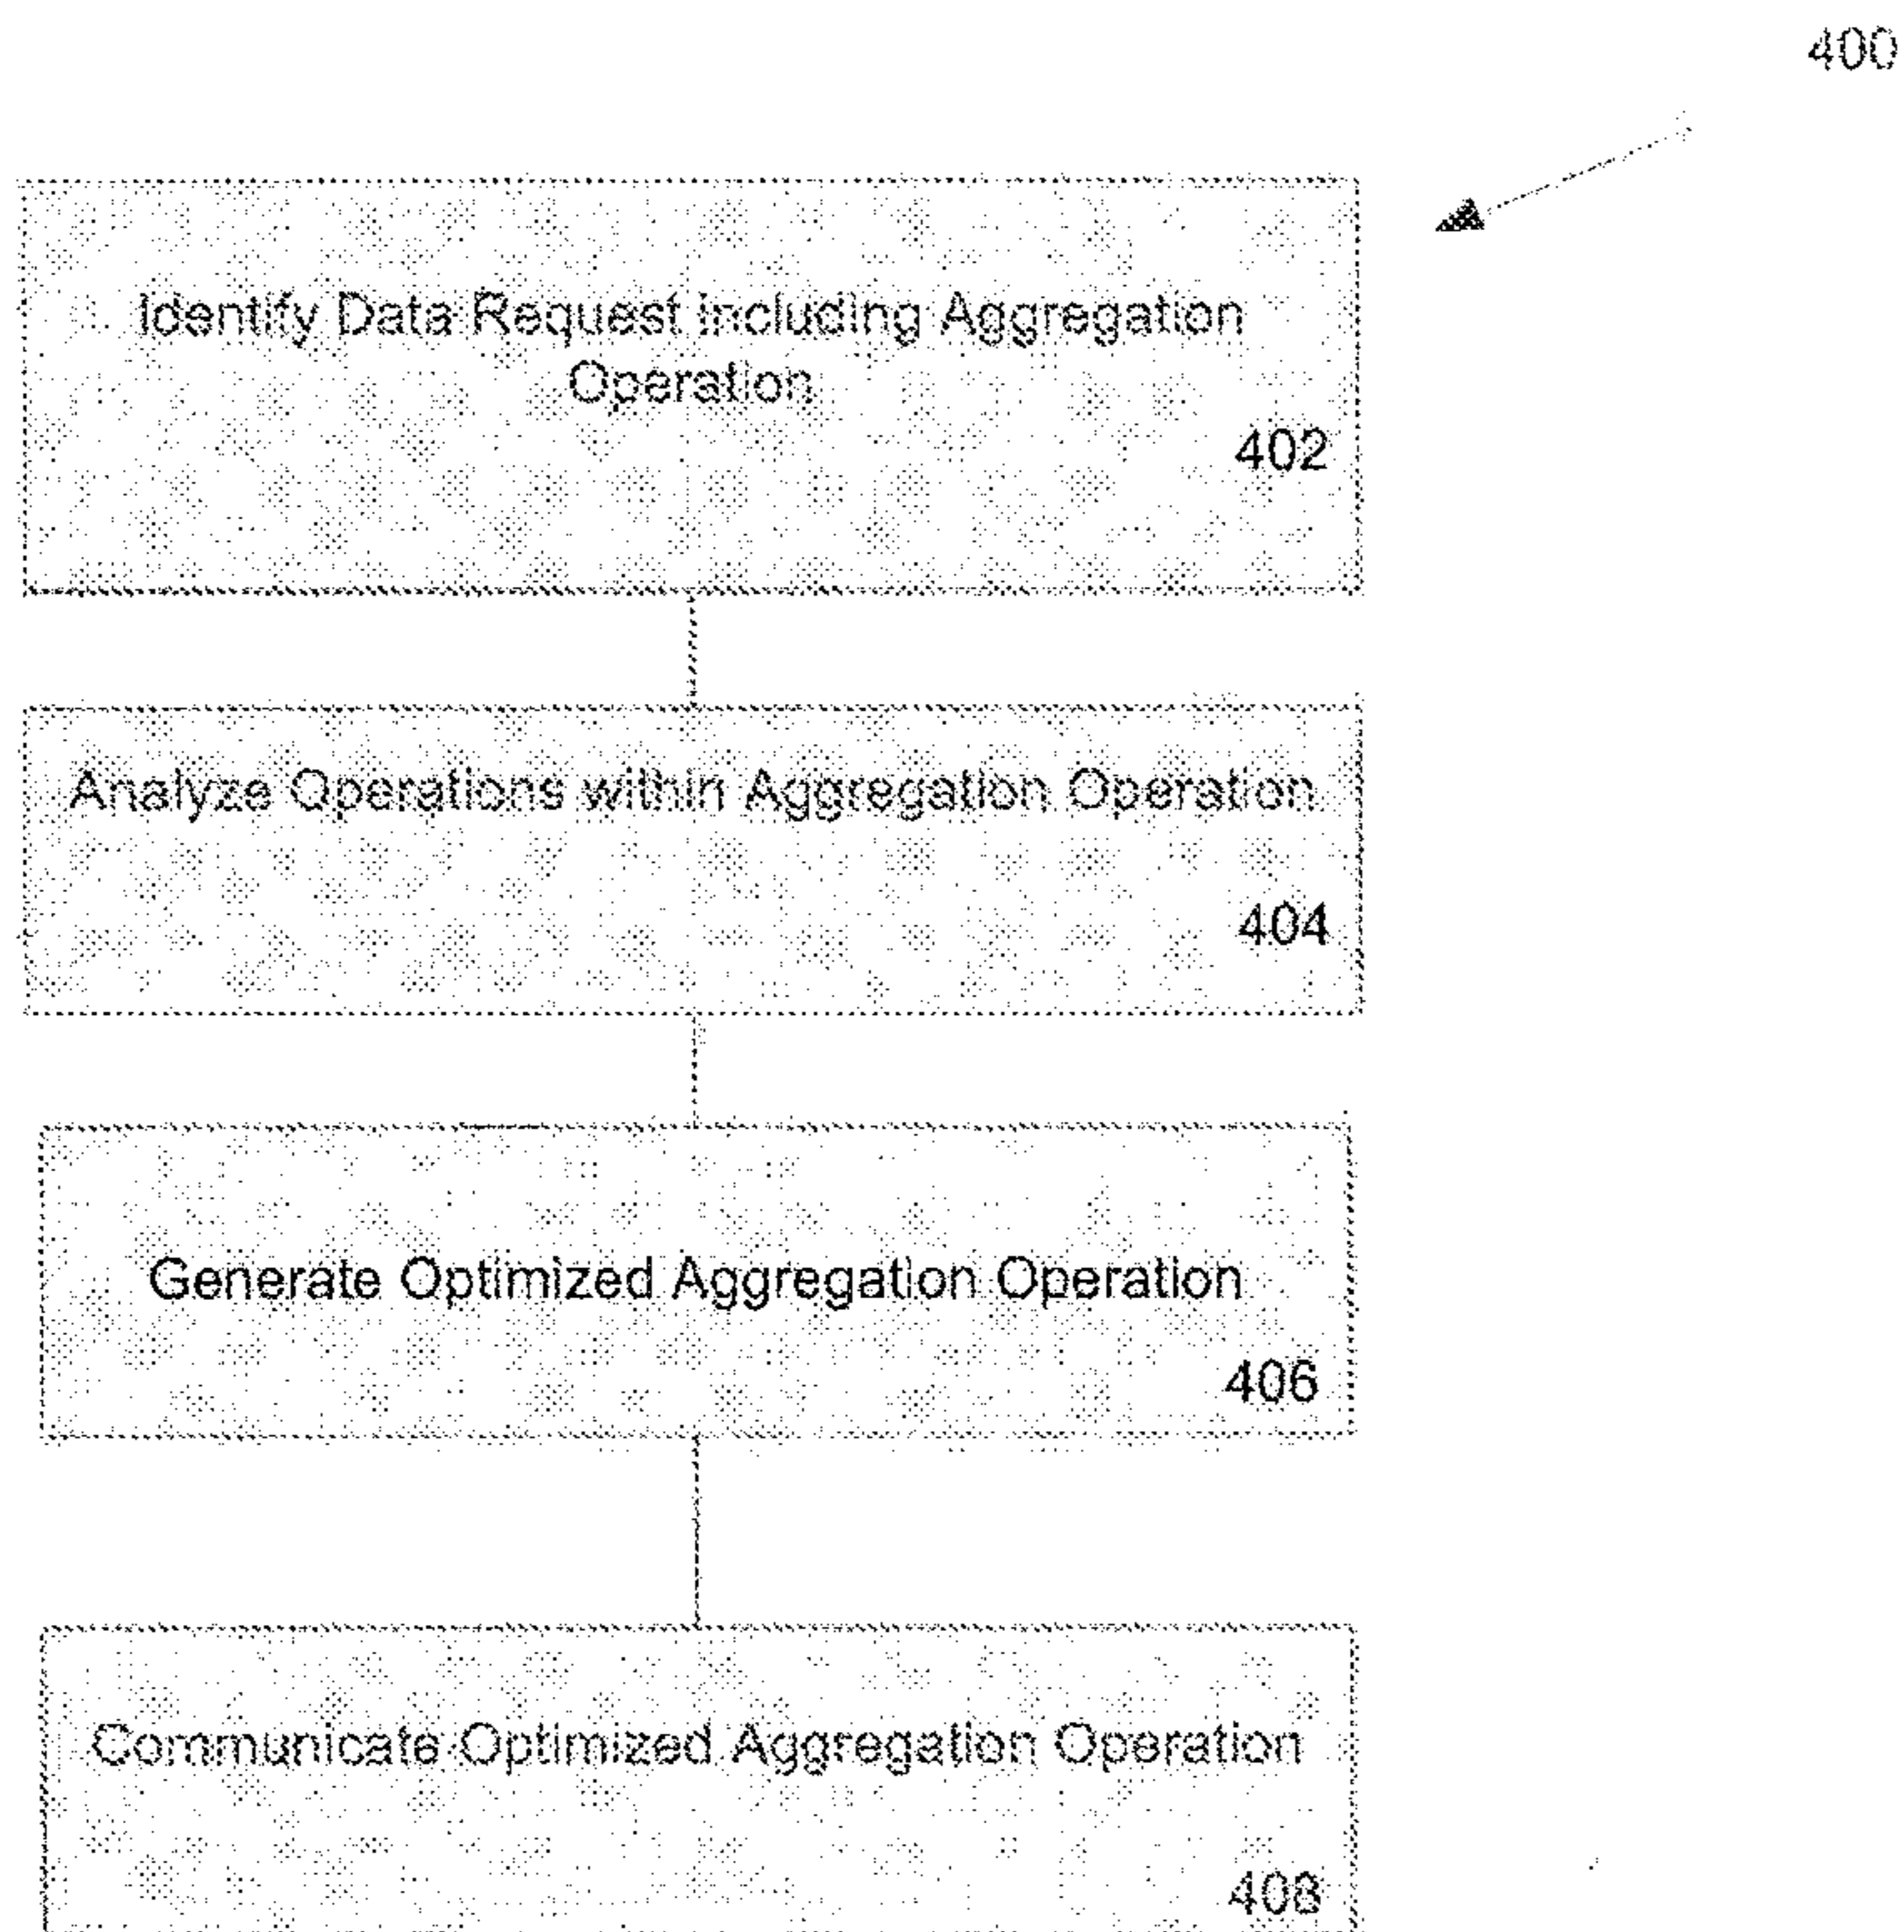 400
Identify Data Request including Aggregation
Operation
402
Analyze Operations within Aggregation Operation
404
Generate Optimized Aggregation Operation
406
Communicate Optimized Aggregation Operation
408